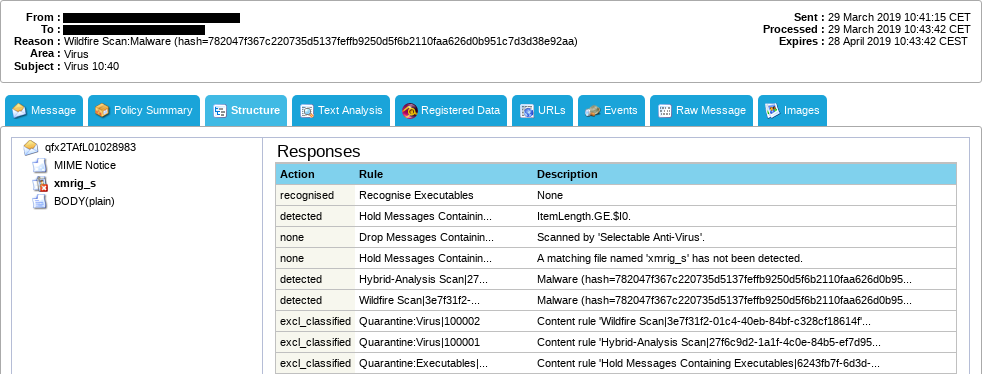 From :
To :
Reason : Wildfire Scan:Malware (hash=782047f367c220735d5137feffb9250d5f6b2110faa626d0b951c7d3d38e92aa)
Area : Virus
Subject : Virus 10:40
Sent : 29 March 2019 10:41:15 CET
Processed : 29 March 2019 10:43:42 CET
Expires : 28 April 2019 10:43:42 CEST
Message Policy Summary Structure Text Analysis Registered Data URLs Events Raw Message Images
qfx2TAfL01028983
MIME Notice
xmrig_s
BODY(plain)
Responses
Action Rule Description
recognised Recognise Executables None
detected Hold Messages Containin... ItemLength.GE.$I0.
none Drop Messages Containin... Scanned by 'Selectable Anti-Virus'.
none Hold Messages Containin... A matching file named 'xmrig_s' has not been detected.
detected Hybrid-Analysis Scan|27... Malware (hash=782047f367c220735d5137feffb9250d5f6b2110faa626d0b95...
detected Wildfire Scan|3e7f31f2-... Malware (hash=782047f367c220735d5137feffb9250d5f6b2110faa626d0b95...
excl_classified Quarantine:Virus|100002 Content rule 'Wildfire Scan|3e7f31f2-01c4-40eb-84bf-c328cf18614f'...
excl_classified Quarantine:Virus|100001 Content rule 'Hybrid-Analysis Scan|27f6c9d2-1a1f-4c0e-84b5-ef7d95...
excl_classified Quarantine:Executables|... Content rule 'Hold Messages Containing Executables|6243fb7f-6d3d-...